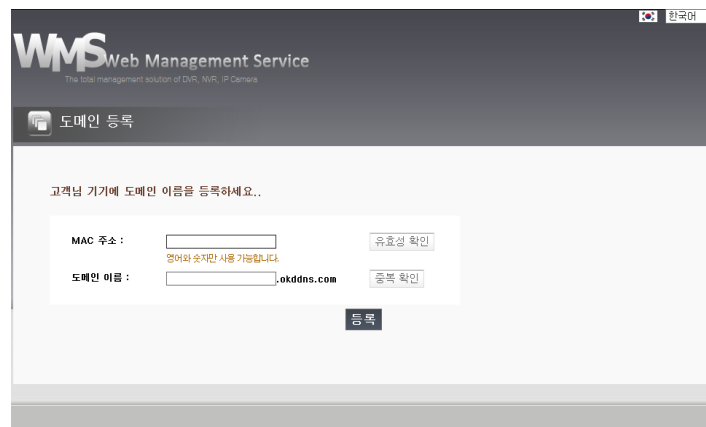 한국어
WMS Web Management Service
The total management solution of DVR, NVR, IP Camera
도메인 등록
고객님 기기에 도메인 이름을 등록하세요..
MAC 주소 : 유효성 확인
영어와 숫자만 사용 가능합니다.
도메인 이름 : .okddns.com 중복 확인
등록